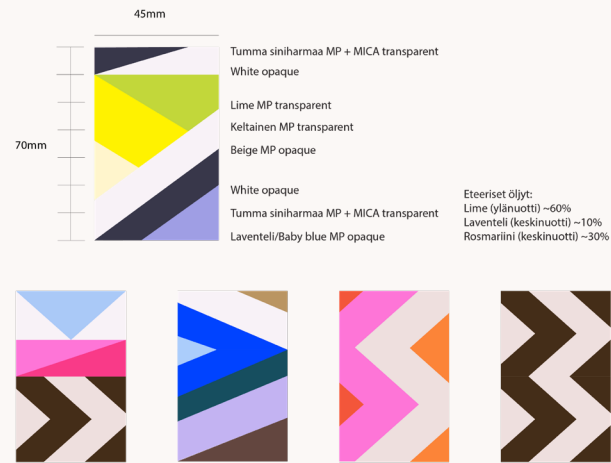 45mm
70mm
Tumma siniharmaa MP + MICA transparent
White opaque
Lime MP transparent
Keltainen MP transparent
Beige MP opaque
White opaque
Tumma siniharmaa MP + MICA transparent
Laventeli/Baby blue MP opaque
Eteeriset öljyt:
Lime (ylänuotti) ~60%
Laventeli (keskinuotti) ~10%
Rosmariini (keskinuotti) ~30%